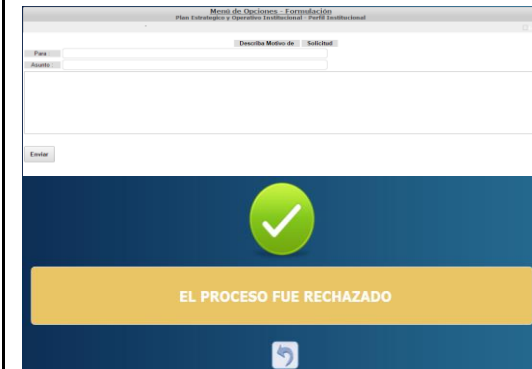 Menú de Opciones - Formulación
Plan Estrategico y Operativo Institucional - Perfil Institucional
Describa Motivo de Solicitud
Para :
Asunto :
Enviar
EL PROCESO FUE RECHAZADO